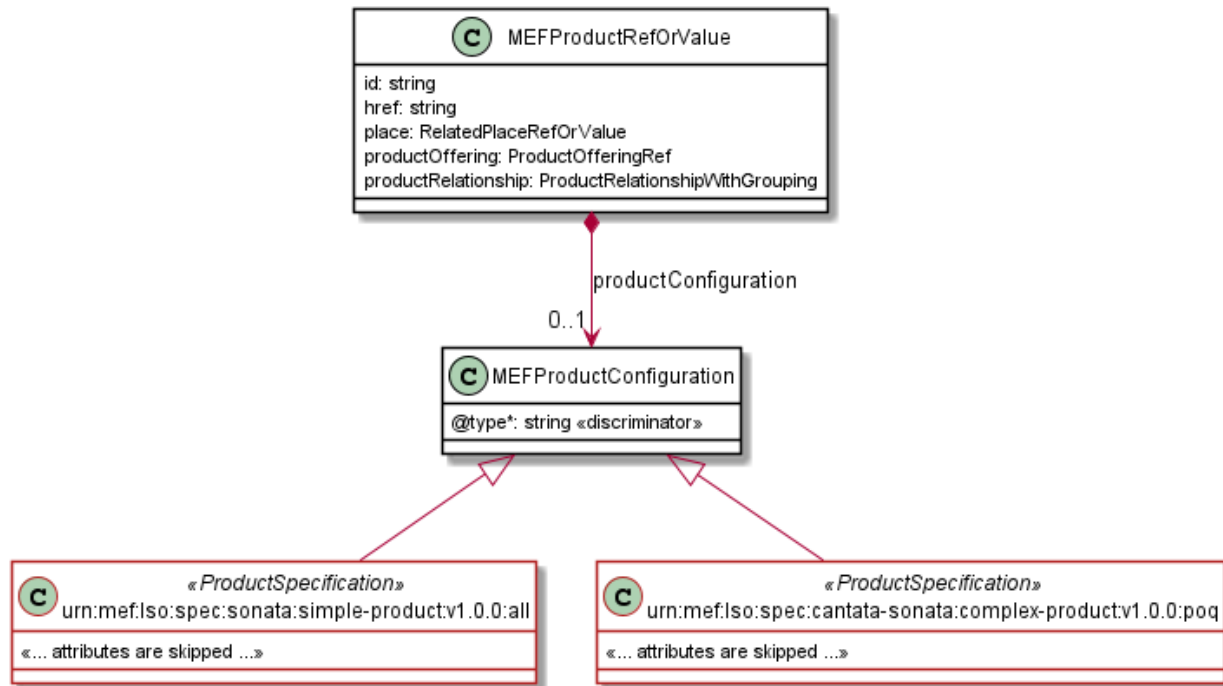 C MEFProductRefOrValue
id: string
href: string
place: RelatedPlaceRefOrValue
productOffering: ProductOfferingRef
productRelationship: ProductRelationshipWithGrouping
productConfiguration
0..1
C MEFProductConfiguration
@type*: string «discriminator»
«ProductSpecification»
C urn:mef:lso:spec:sonata:simple-product:v1.0.0:all
«... attributes are skipped ...»
«ProductSpecification»
C urn:mef:lso:spec:cantata-sonata:complex-product:v1.0.0:poq
«... attributes are skipped ...»